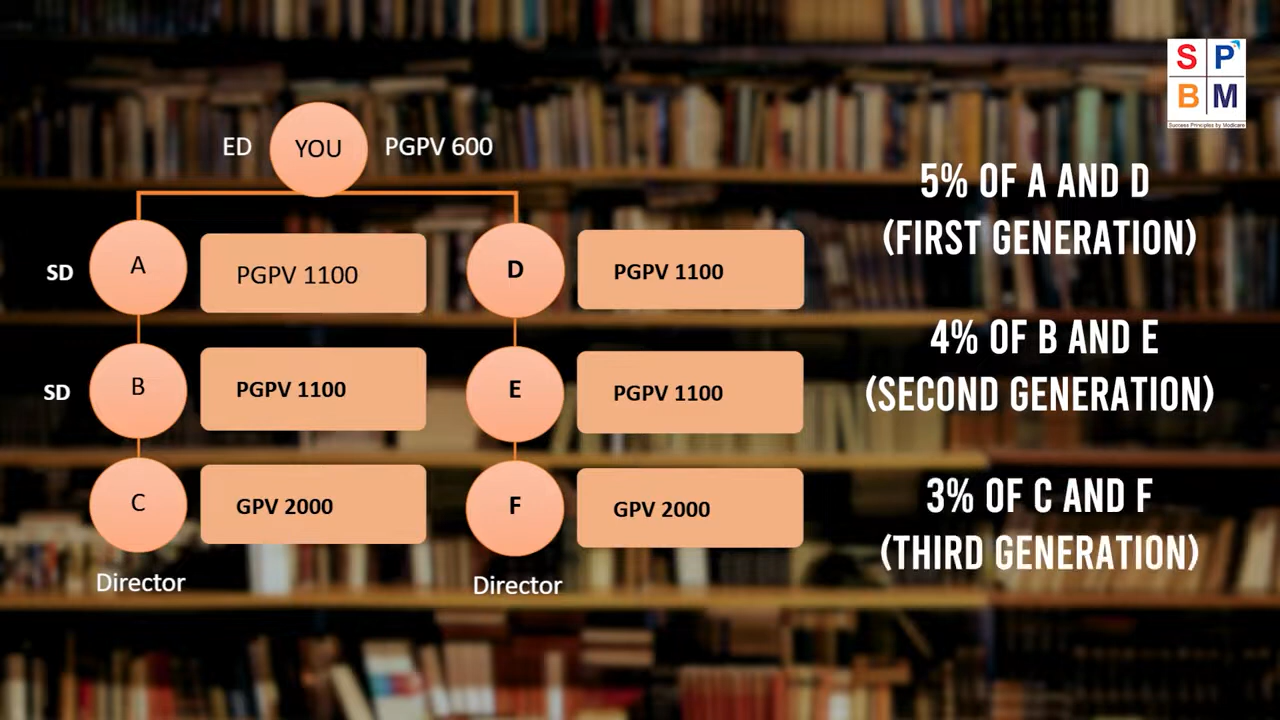 S P
B M
Success Principles by Modicare
ED YOU PGPV 600
SD A PGPV 1100
D PGPV 1100
SD B PGPV 1100
E PGPV 1100
C GPV 2000
F GPV 2000
Director
Director
5% OF A AND D
(FIRST GENERATION)
4% OF B AND E
(SECOND GENERATION)
3% OF C AND F
(THIRD GENERATION)